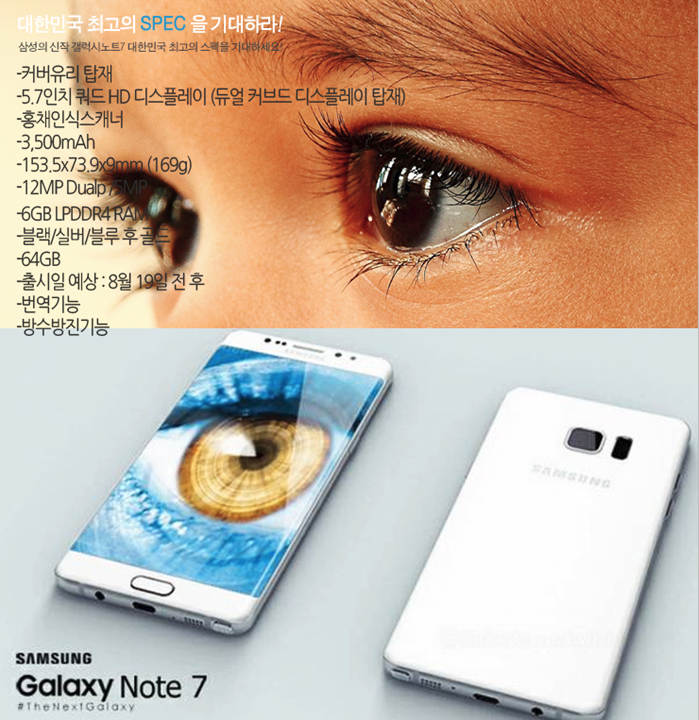 대한민국 최고의 SPEC 을 기대하라!
삼성의 신작 갤럭시노트7 대한민국 최고의 스펙을 기대하세요!
-커버유리 탑재
-5.7인치 쿼드 HD 디스플레이 (듀얼 커브드 디스플레이 탑재)
-홍채인식스캐너
-3,500mAh
-153.5x73.9x9mm (169g)
-12MP Dualp/5MP
-6GB LPDDR4 RAM
-블랙/실버/블루 후 골드
-64GB
-출시일 예상 : 8월 19일 전 후
-번역기능
-방수방진기능
SAMSUNG
SAMSUNG
SAMSUNG
Galaxy Note 7
#TheNextGalaxy